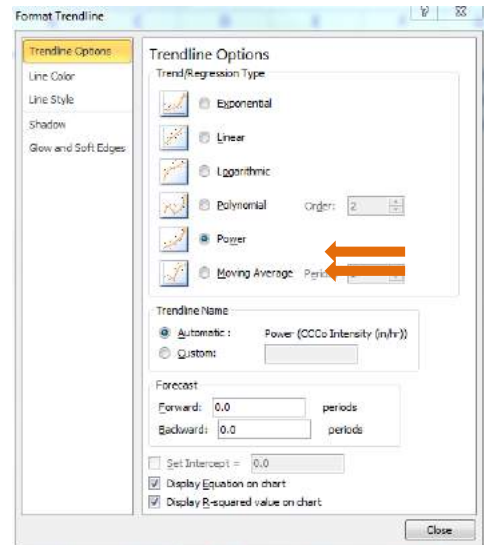 Format Trendline
Trendline Options
Line Color
Line Style
Shadow
Glow and Soft Edges
Trendline Options
Trend/Regression Type
Exponential
Linear
Logarithmic
Polynomial Order: 2
Power
Moving Average
Trendline Name
Automatic : Power (CCCo Intensity (in/hr))
Custom:
Forecast
Forward: 0.0 periods
Backward: 0.0 periods
Set Intercept = 0.0
Display Equation on chart
Display R-squared value on chart
Close